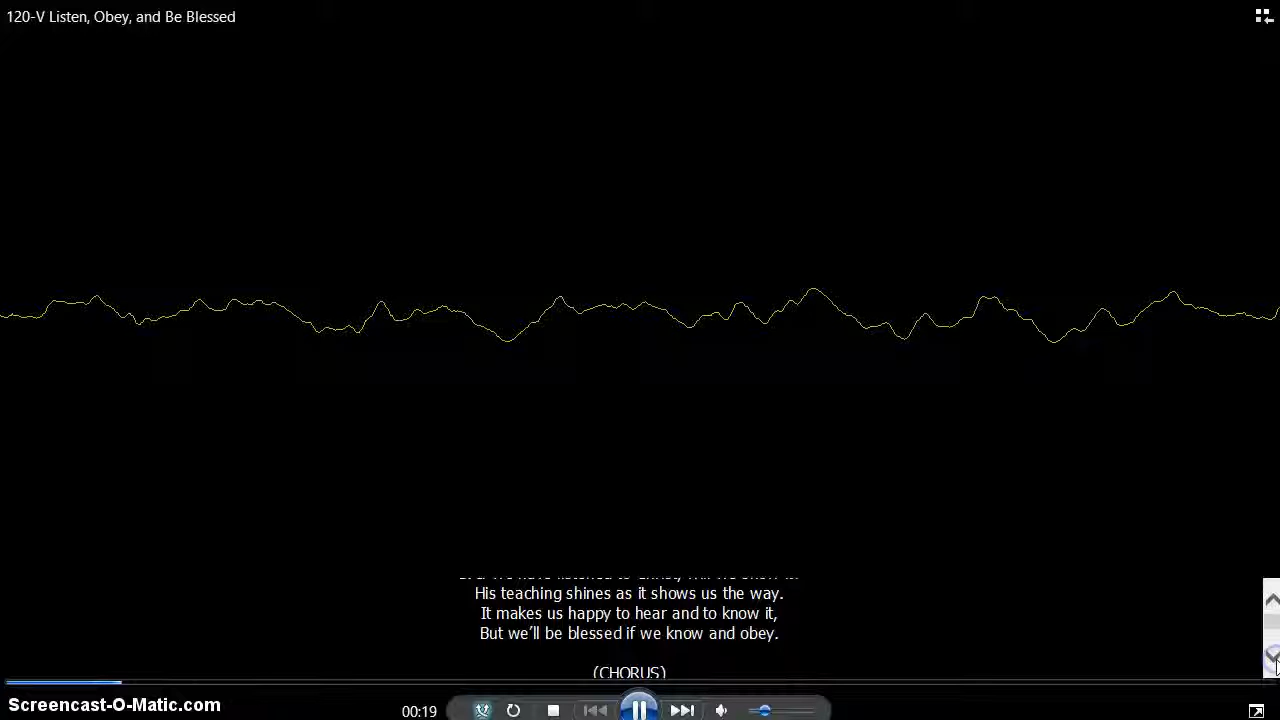 120-V Listen, Obey, and Be Blessed
His teaching shines as it shows us the way.
It makes us happy to hear and to know it,
But we’ll be blessed if we know and obey.
(CHORUS)
Screencast-O-Matic.com
00:19